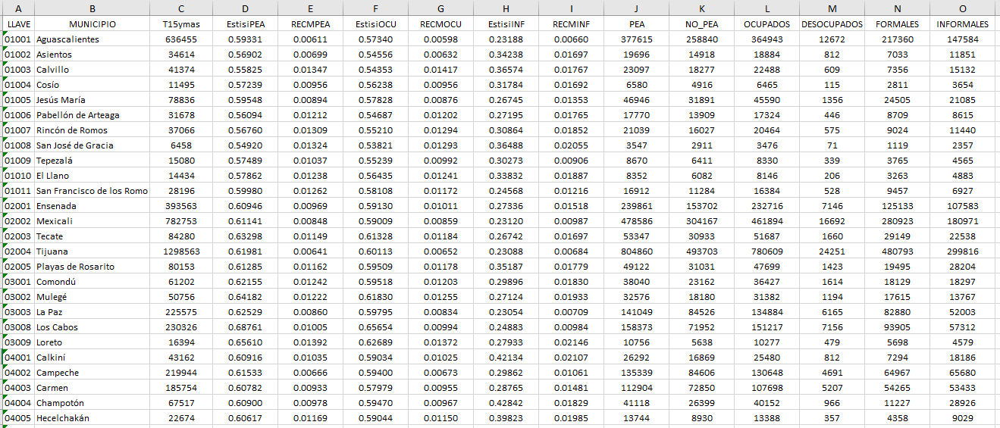 A B C D E F G H I J K L M N O
LLAVE MUNICIPIO T15ymas EstisiPEA RECMPEA EstisiOCU RECMOCU EstisiINF RECMINF PEA NO_PEA OCUPADOS DESOCUPADOS FORMALES INFORMALES
01001 Aguascalientes 636455 0.59331 0.00611 0.57340 0.00598 0.23188 0.00660 377615 258840 364943 12672 217360 147584
01002 Asientos 34614 0.56902 0.00699 0.54556 0.00632 0.34238 0.01697 19696 14918 18884 812 7033 11851
01003 Calvillo 41374 0.55825 0.01347 0.54353 0.01417 0.36574 0.01767 23097 18277 22488 609 7356 15132
01004 Cosío 11495 0.57239 0.00956 0.56238 0.00956 0.31784 0.01692 6580 4916 6465 115 2811 3654
01005 Jesús María 78836 0.59548 0.00894 0.57828 0.00876 0.26745 0.01353 46946 31891 45590 1356 24505 21085
01006 Pabellón de Arteaga 31678 0.56094 0.01212 0.54687 0.01202 0.27195 0.01765 17770 13909 17324 446 8709 8615
01007 Rincón de Romos 37066 0.56760 0.01309 0.55210 0.01294 0.30864 0.01852 21039 16027 20464 575 9024 11440
01008 San José de Gracia 6458 0.54920 0.01324 0.53821 0.01293 0.36488 0.02055 3547 2911 3476 71 1119 2357
01009 Tepezalá 15080 0.57489 0.01037 0.55239 0.00992 0.30273 0.00906 8670 6411 8330 339 3765 4565
01010 El Llano 14434 0.57862 0.01238 0.56435 0.01241 0.33832 0.01887 8352 6082 8146 206 3263 4883
01011 San Francisco de los Romo 28196 0.59980 0.01262 0.58108 0.01172 0.24568 0.01216 16912 11284 16384 528 9457 6927
02001 Ensenada 393563 0.60946 0.00969 0.59130 0.01011 0.27336 0.01518 239861 153702 232716 7146 125133 107583
02002 Mexicali 782753 0.61141 0.00848 0.59009 0.00859 0.23120 0.00987 478586 304167 461894 16692 280923 180971
02003 Tecate 84280 0.63298 0.01149 0.61328 0.01184 0.26742 0.01697 53347 30933 51687 1660 29149 22538
02004 Tijuana 1298563 0.61981 0.00641 0.60113 0.00652 0.23088 0.00684 804860 493703 780609 24251 480793 299816
02005 Playas de Rosarito 80153 0.61285 0.01162 0.59509 0.01178 0.35187 0.01779 49122 31031 47699 1423 19495 28204
03001 Comondú 61202 0.62155 0.01242 0.59518 0.01203 0.29896 0.01830 38040 23162 36427 1614 18129 18297
03002 Mulegé 50756 0.64182 0.01222 0.61830 0.01255 0.27124 0.01933 32576 18180 31382 1194 17615 13767
03003 La Paz 225575 0.62529 0.00860 0.59795 0.00834 0.23054 0.00709 141049 84526 134884 6165 82880 52003
03008 Los Cabos 230326 0.68761 0.01005 0.65654 0.00994 0.24883 0.00984 158373 71952 151217 7156 93905 57312
03009 Loreto 16394 0.65610 0.01392 0.62689 0.01372 0.27933 0.02146 10756 5638 10277 479 5698 4579
04001 Calkiní 43162 0.60916 0.01035 0.59034 0.01025 0.42134 0.02107 26292 16869 25480 812 7294 18186
04002 Campeche 219944 0.61533 0.00666 0.59400 0.00673 0.29862 0.01061 135339 84606 130648 4691 64967 65680
04003 Carmen 185754 0.60782 0.00933 0.57979 0.00955 0.28765 0.01481 112904 72850 107698 5207 54265 53433
04004 Champotón 67517 0.60900 0.00978 0.59470 0.00967 0.42842 0.01829 41118 26399 40152 966 11227 28926
04005 Hecelchakán 22674 0.60617 0.01169 0.59044 0.01150 0.39823 0.01985 13744 8930 13388 357 4358 9029